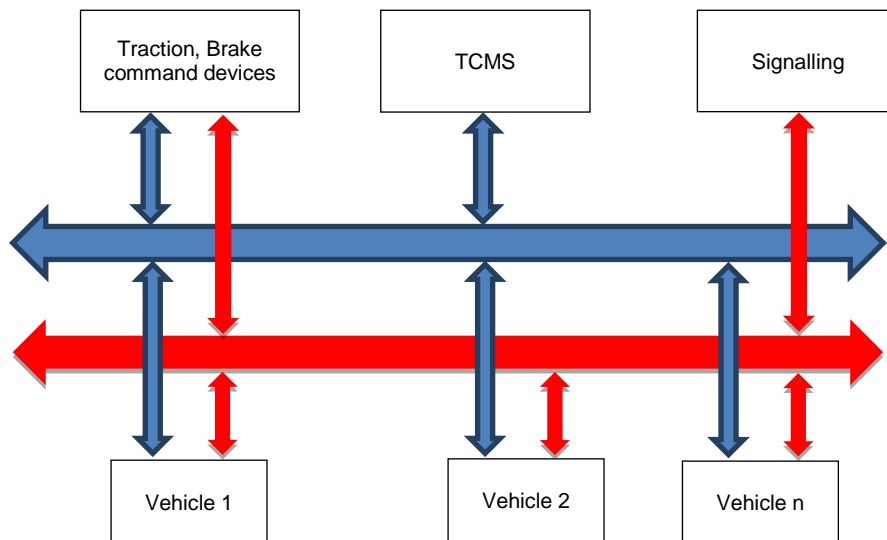 Traction, Brake
command devices
TCMS
Signalling
Vehicle 1
Vehicle 2
Vehicle n